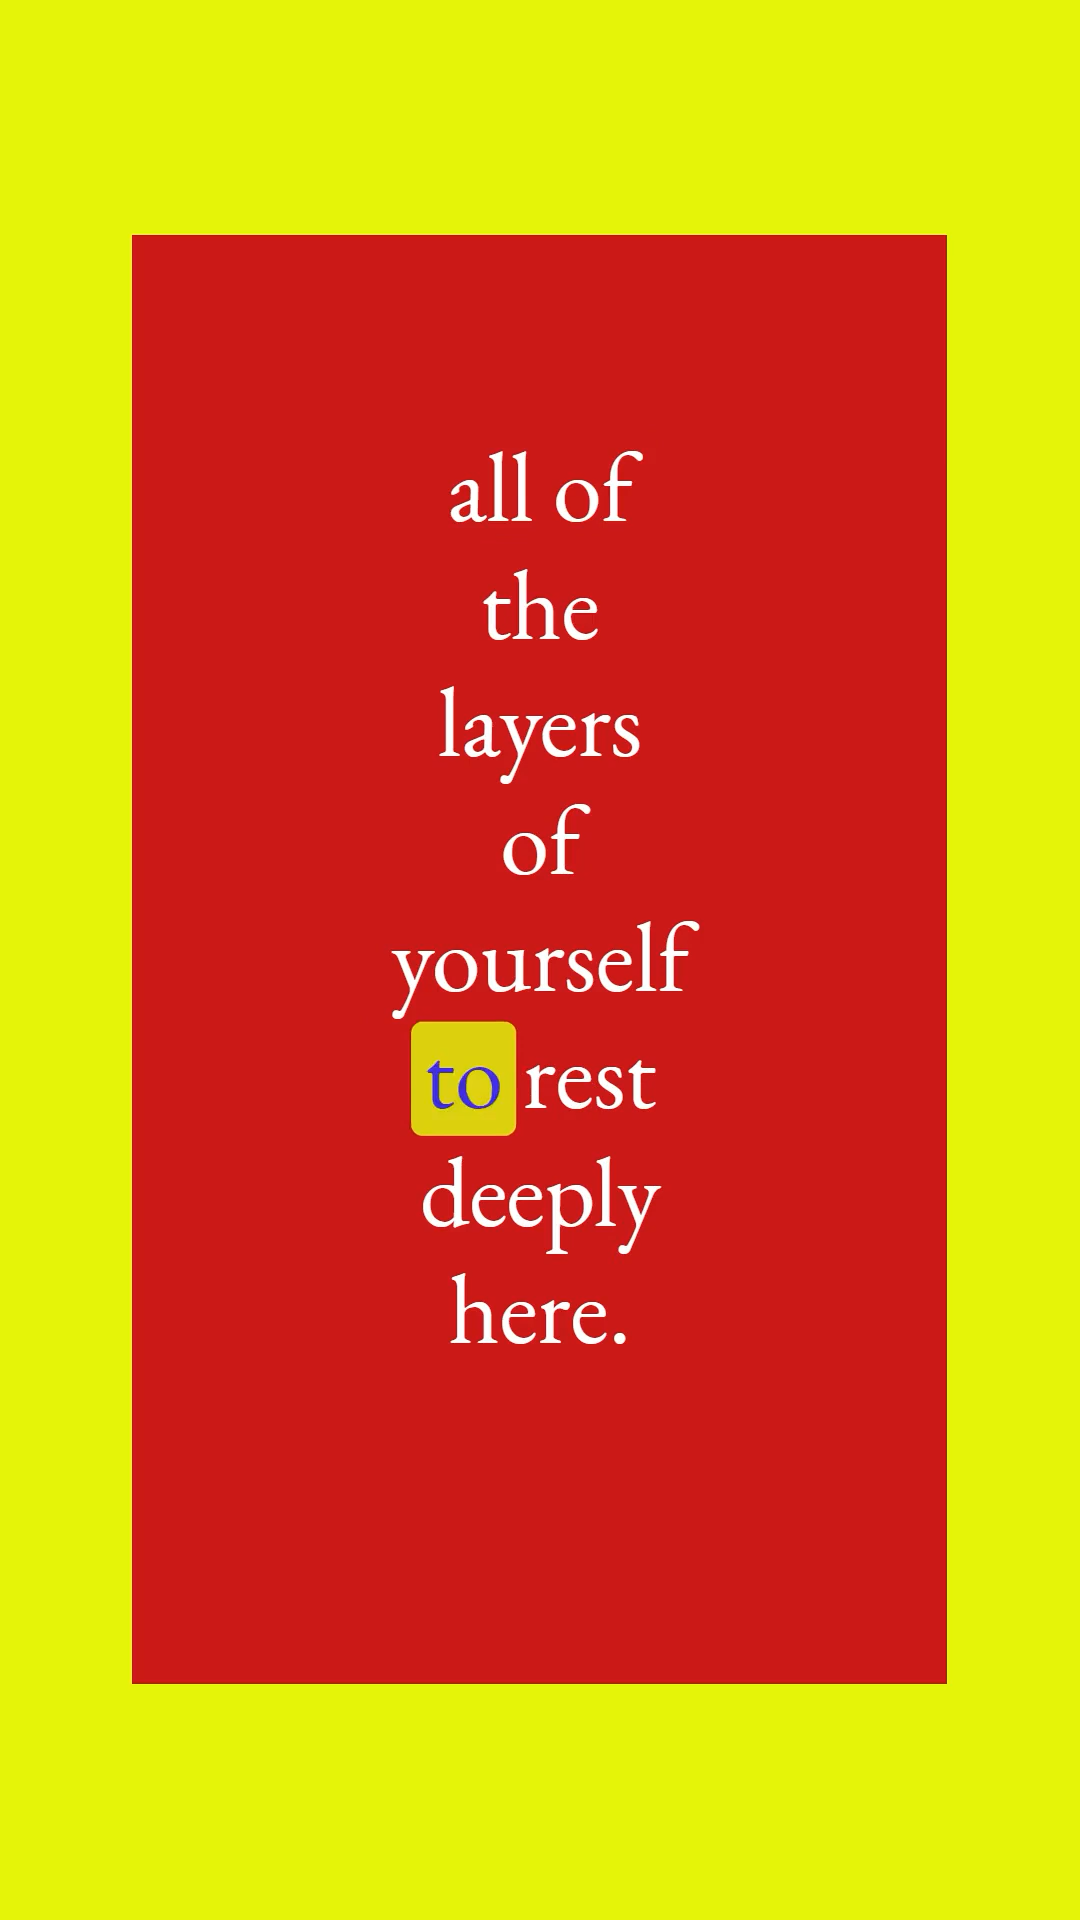 all of
the
layers
of
yourself
to rest
deeply
here.